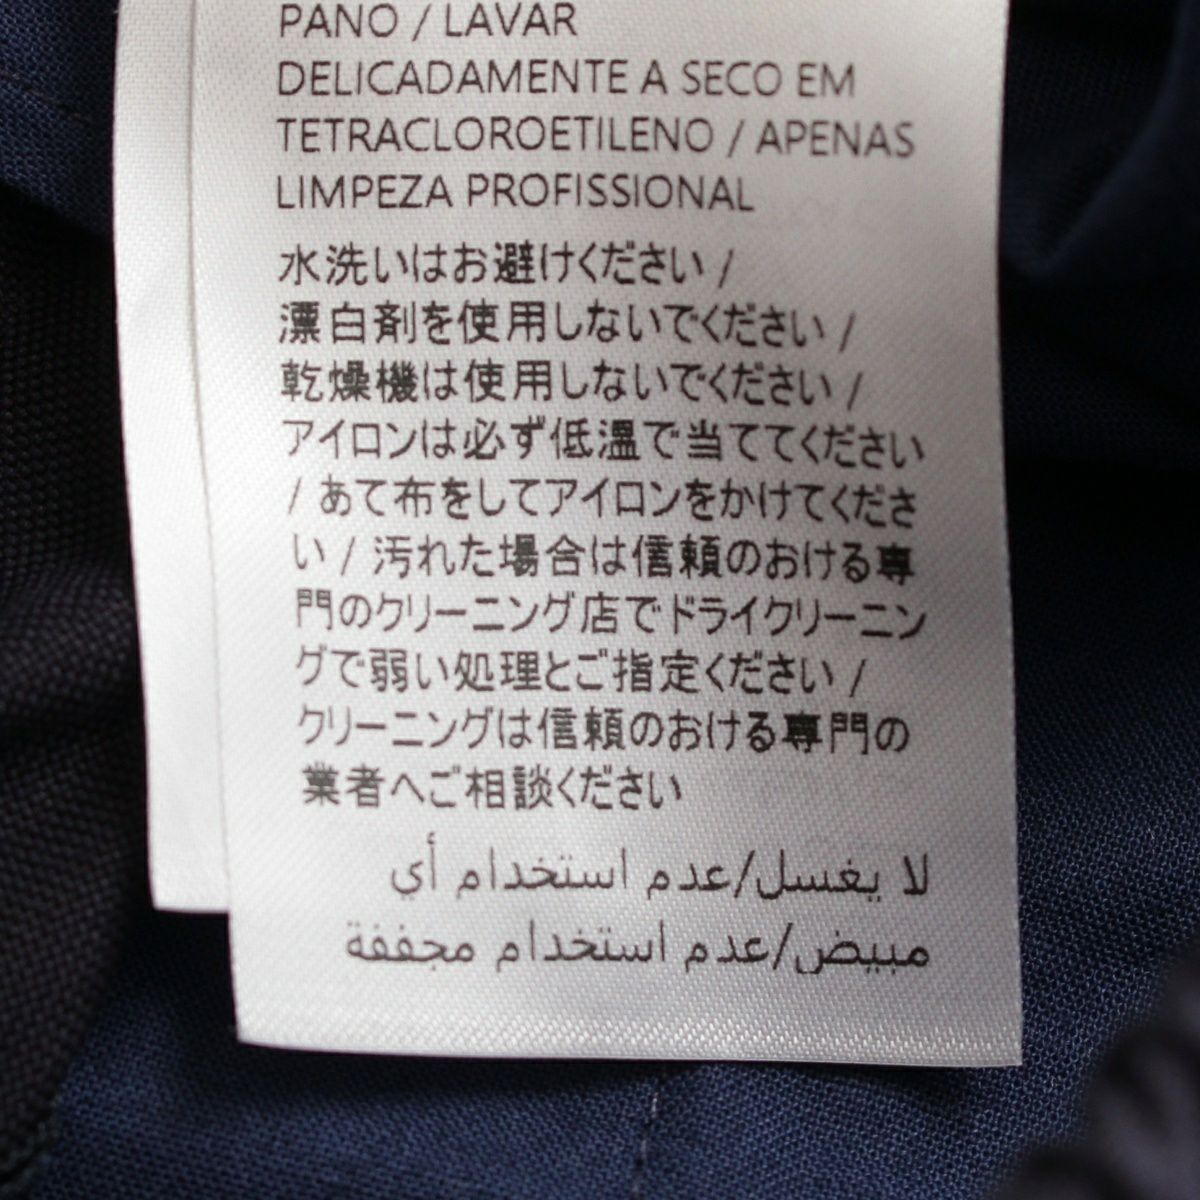 PANO / LAVAR
DELICADAMENTE A SECO EM
TETRACLOROETILENO / APENAS
LIMPEZA PROFISSIONAL
水洗いはお避けください /
漂白剤を使用しないでください /
乾燥機は使用しないでください /
アイロンは必ず低温で当ててください
/ あて布をしてアイロンをかけてくださ
い / 汚れた場合は信頼のおける専
門のクリーニング店でドライクリーニン
グで弱い処理とご指定ください /
クリーニングは信頼のおける専門の
業者へご相談ください
لا يغسل/عدم استخدام أي
مبيض/عدم استخدام مجففة